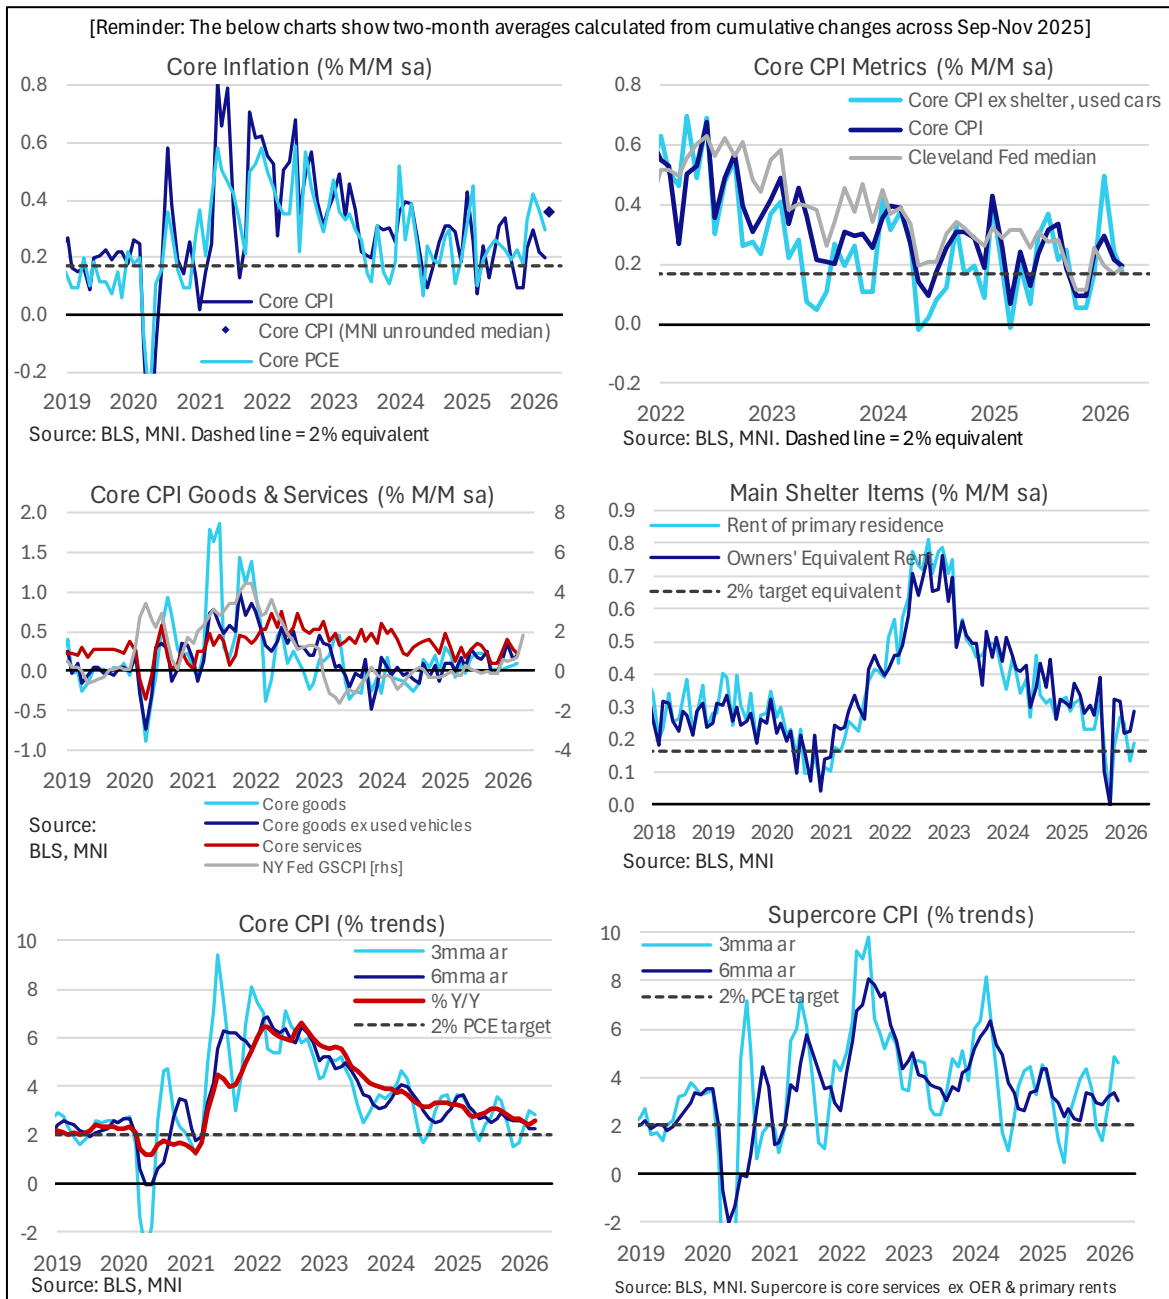 [Reminder: The below charts show two-month averages calculated from cumulative changes across Sep-Nov 2025]
Core Inflation (% M/M sa)
0.8
0.6
0.4
0.2
0.0
-0.2
Core CPI
Core CPI (MNI unrounded median)
Core PCE
2019 2020 2021 2022 2023 2024 2025 2026
Source: BLS, MNI. Dashed line = 2% equivalent
Core CPI Metrics (% M/M sa)
0.8
0.6
0.4
0.2
0.0
-0.2
Core CPI ex shelter, used cars
Core CPI
Cleveland Fed median
2022 2023 2024 2025 2026
Source: BLS, MNI. Dashed line = 2% equivalent
Core CPI Goods & Services (% M/M sa)
2.0
1.5
1.0
0.5
0.0
-0.5
-1.0
8
6
4
2
0
-2
-4
2019 2020 2021 2022 2023 2024 2025 2026
Core goods
Core goods ex used vehicles
Core services
NY Fed GSCPI [rhs]
Source:
BLS, MNI
Main Shelter Items (% M/M sa)
0.9
0.8
0.7
0.6
0.5
0.4
0.3
0.2
0.1
0.0
Rent of primary residence
Owners' Equivalent Rent
2% target equivalent
2018 2019 2020 2021 2022 2023 2024 2025 2026
Source: BLS, MNI
Core CPI (% trends)
10
8
6
4
2
0
-2
3mma ar
6mma ar
% Y/Y
2% PCE target
2019 2020 2021 2022 2023 2024 2025 2026
Source: BLS, MNI
Supercore CPI (% trends)
10
8
6
4
2
0
-2
3mma ar
6mma ar
2% PCE target
2019 2020 2021 2022 2023 2024 2025 2026
Source: BLS, MNI. Supercore is core services ex OER & primary rents